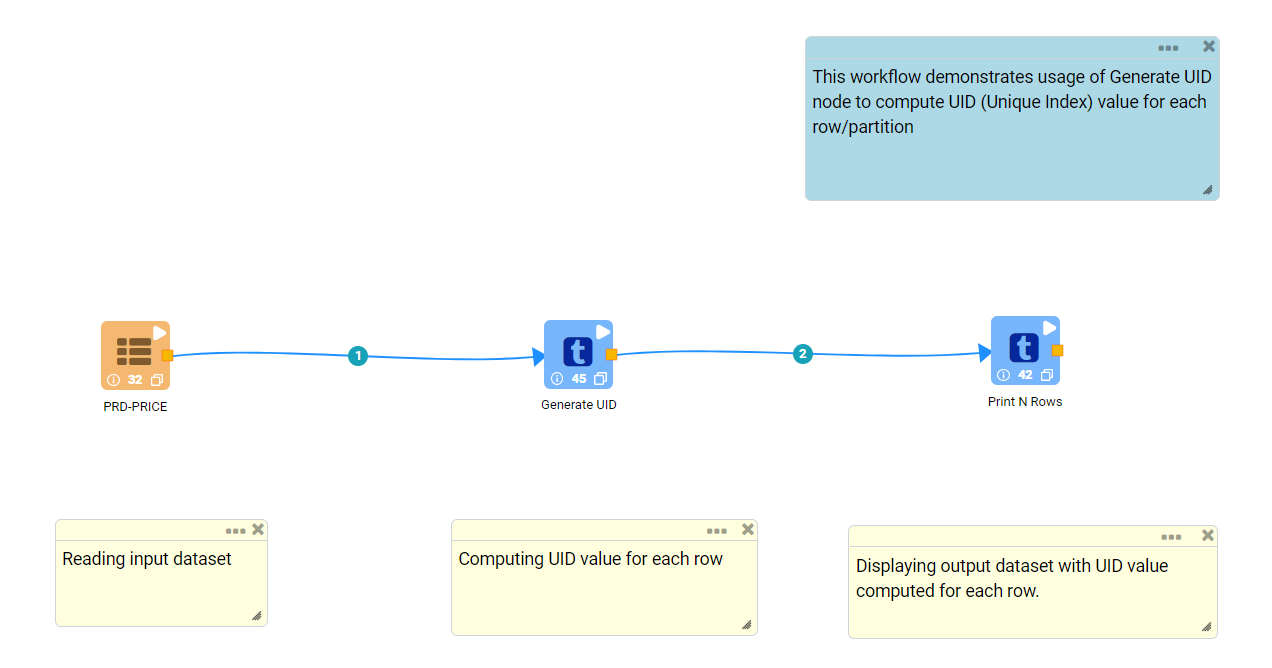 This workflow demonstrates usage of Generate UID
node to compute UID (Unique Index) value for each
row/partition
1
2
t
t
32
45
42
PRD-PRICE
Generate UID
Print N Rows
Reading input dataset
Computing UID value for each row
Displaying output dataset with UID value
computed for each row.